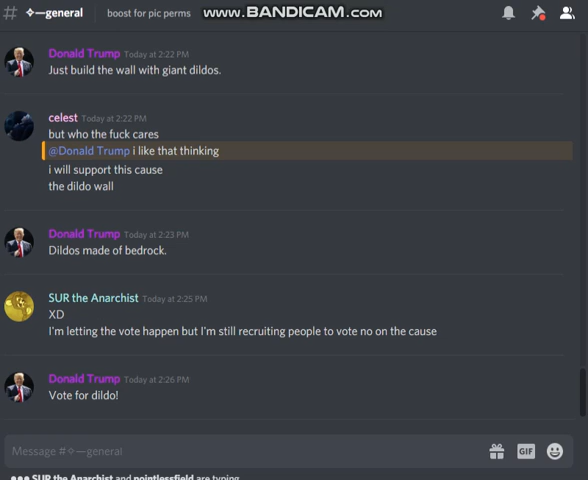 # ✧—general boost for pic perms www.BANDICAM.com
Donald Trump Today at 2:22 PM
Just build the wall with giant dildos.
celest Today at 2:22 PM
but who the fuck cares
@Donald Trump i like that thinking
i will support this cause
the dildo wall
Donald Trump Today at 2:23 PM
Dildos made of bedrock.
SUR the Anarchist Today at 2:25 PM
XD
I'm letting the vote happen but I'm still recruiting people to vote no on the cause
Donald Trump Today at 2:26 PM
Vote for dildo!
Message #✧—general GIF
SUR the Anarchist and pointlessfield are typing